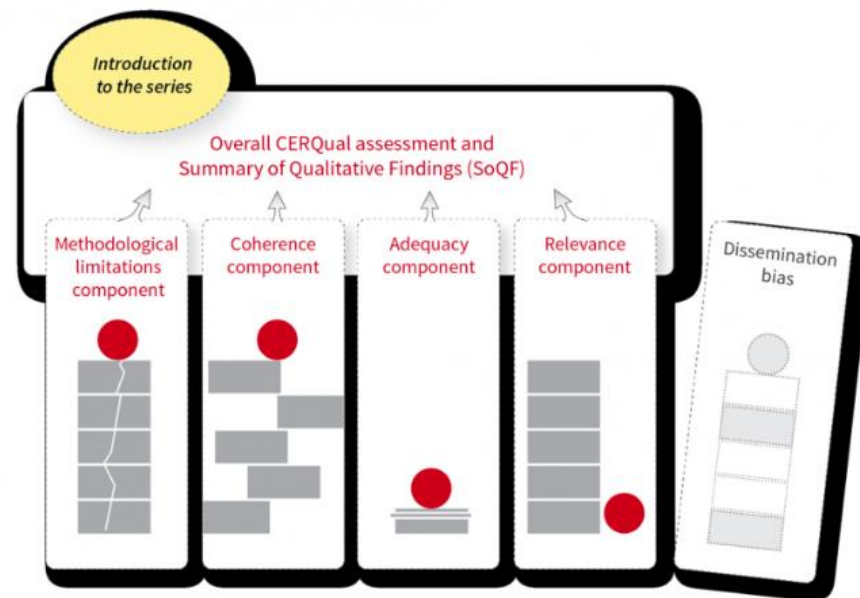 Introduction
to the series
Overall CERQual assessment and
Summary of Qualitative Findings (SoQF)
Methodological
limitations
component
Coherence
component
Adequacy
component
Relevance
component
Dissemination
bias